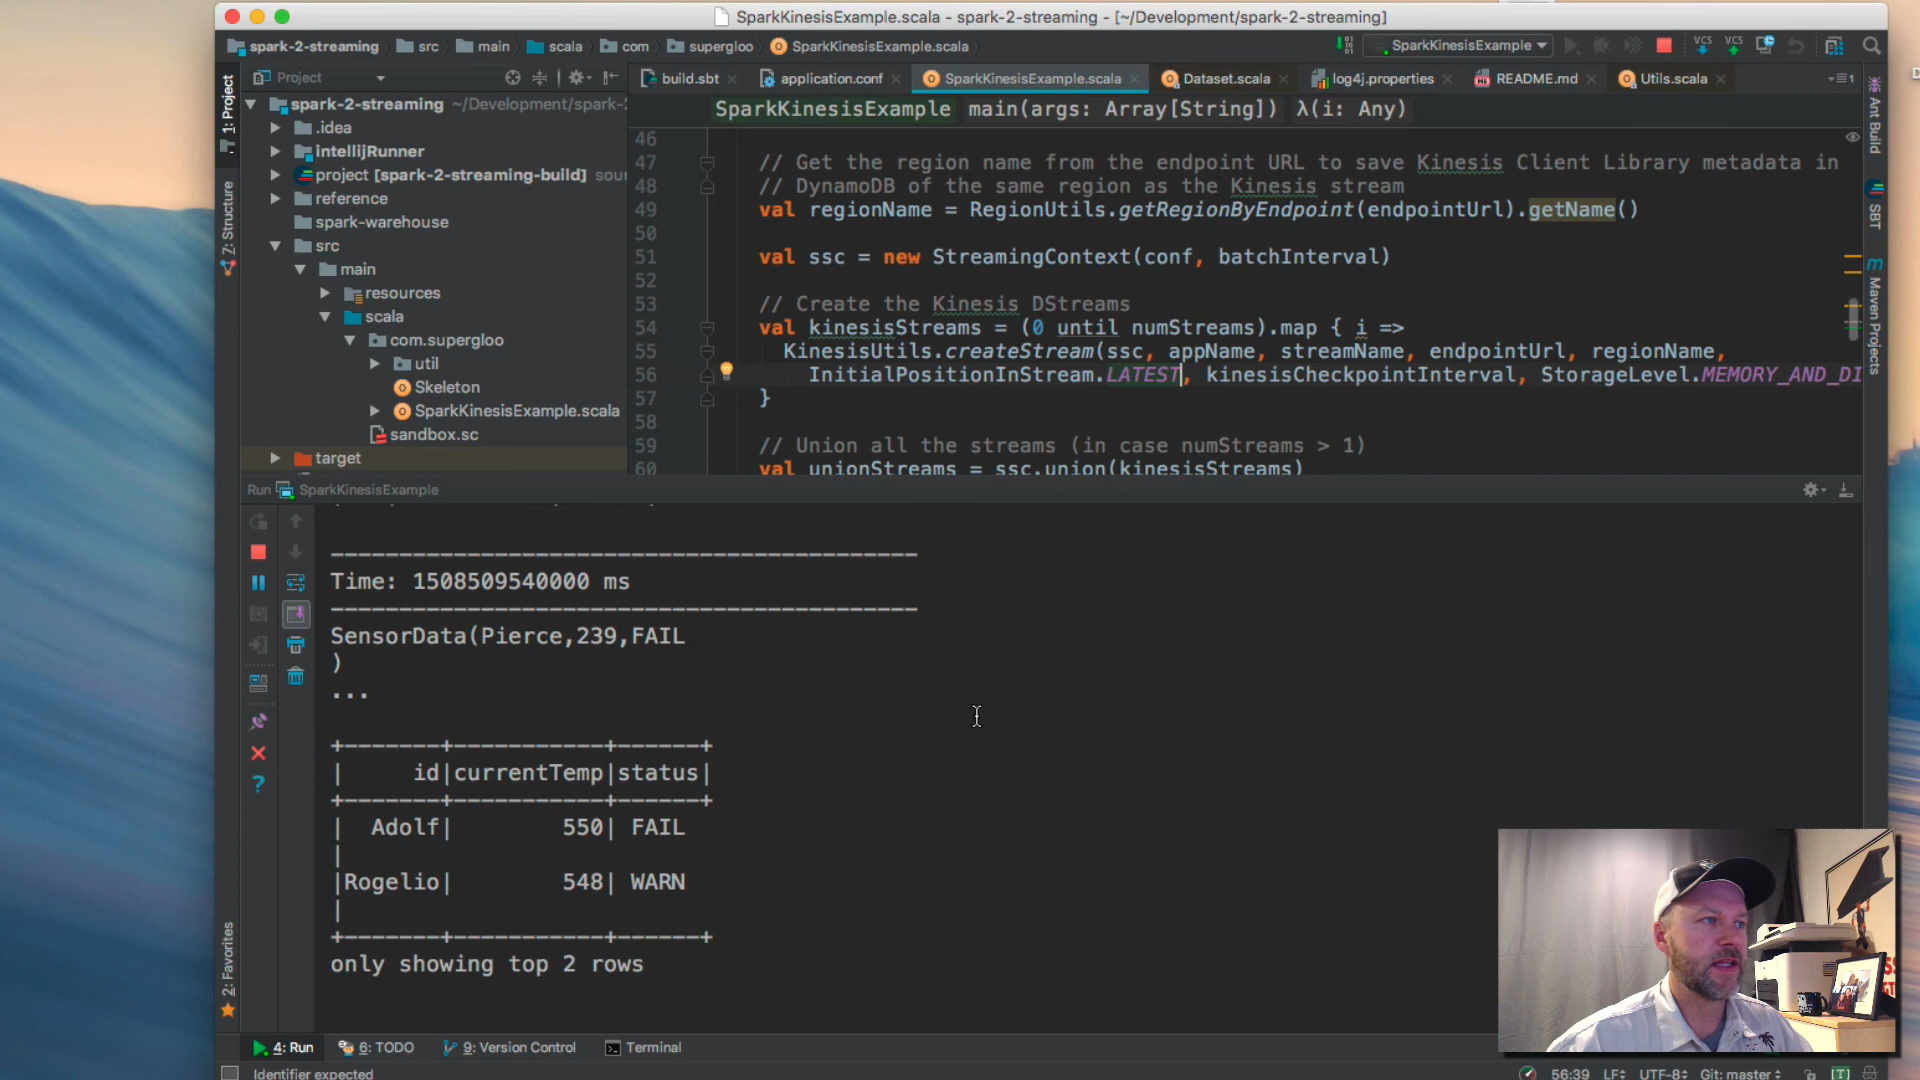 SparkKinesisExample.scala - spark-2-streaming - [~/Development/spark-2-streaming]
spark-2-streaming src main scala com supergloo SparkKinesisExample.scala
SparkKinesisExample
VCS VCS
1: Project
Project
build.sbt application.conf SparkKinesisExample.scala Dataset.scala log4j.properties README.md Utils.scala
SparkKinesisExample main(args: Array[String]) λ(i: Any)
spark-2-streaming ~/Development/spark-2
.idea
intellijRunner
project [spark-2-streaming-build] sour
reference
spark-warehouse
src
main
resources
scala
com.supergloo
util
Skeleton
SparkKinesisExample.scala
sandbox.sc
target
46
47 // Get the region name from the endpoint URL to save Kinesis Client Library metadata in
48 // DynamoDB of the same region as the Kinesis stream
49 val regionName = RegionUtils.getRegionByEndpoint(endpointUrl).getName()
50
51 val ssc = new StreamingContext(conf, batchInterval)
52
53 // Create the Kinesis DStreams
54 val kinesisStreams = (0 until numStreams).map { i =>
55 KinesisUtils.createStream(ssc, appName, streamName, endpointUrl, regionName,
56 InitialPositionInStream.LATEST, kinesisCheckpointInterval, StorageLevel.MEMORY_AND_DI
57 }
58
59 // Union all the streams (in case numStreams > 1)
60 val unionStreams = ssc.union(kinesisStreams)
Ant Build
SBT
Maven Projects
7: Structure
2: Favorites
Run SparkKinesisExample
-------------------------------------------
Time: 1508509540000 ms
-------------------------------------------
SensorData(Pierce,239,FAIL
)
...
+-------+-----------+------+
|     id|currentTemp|status|
+-------+-----------+------+
|  Adolf|        550| FAIL
|
|Rogelio|        548| WARN
|
+-------+-----------+------+
only showing top 2 rows
4: Run 6: TODO 9: Version Control Terminal
Identifier expected
56:39 LF UTF-8 Git: master [T]